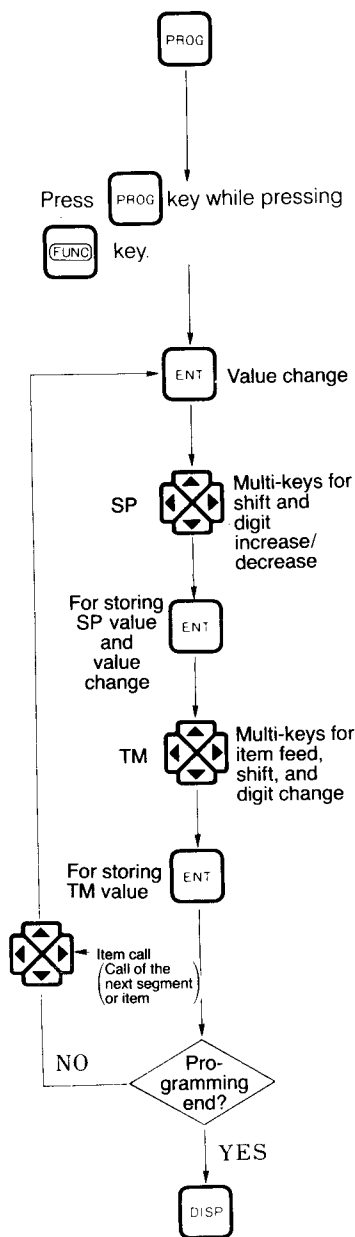 PROG
Press PROG key while pressing
FUNC key.
ENT Value change
SP
Multi-keys for
shift and
digit
increase/
decrease
For storing
SP value
and
value
change
ENT
TM
Multi-keys for
item feed,
shift, and
digit change
For storing
TM value
ENT
Item call
(Call of the
next segment
or item)
NO
Pro-
gramming
end?
YES
DISP